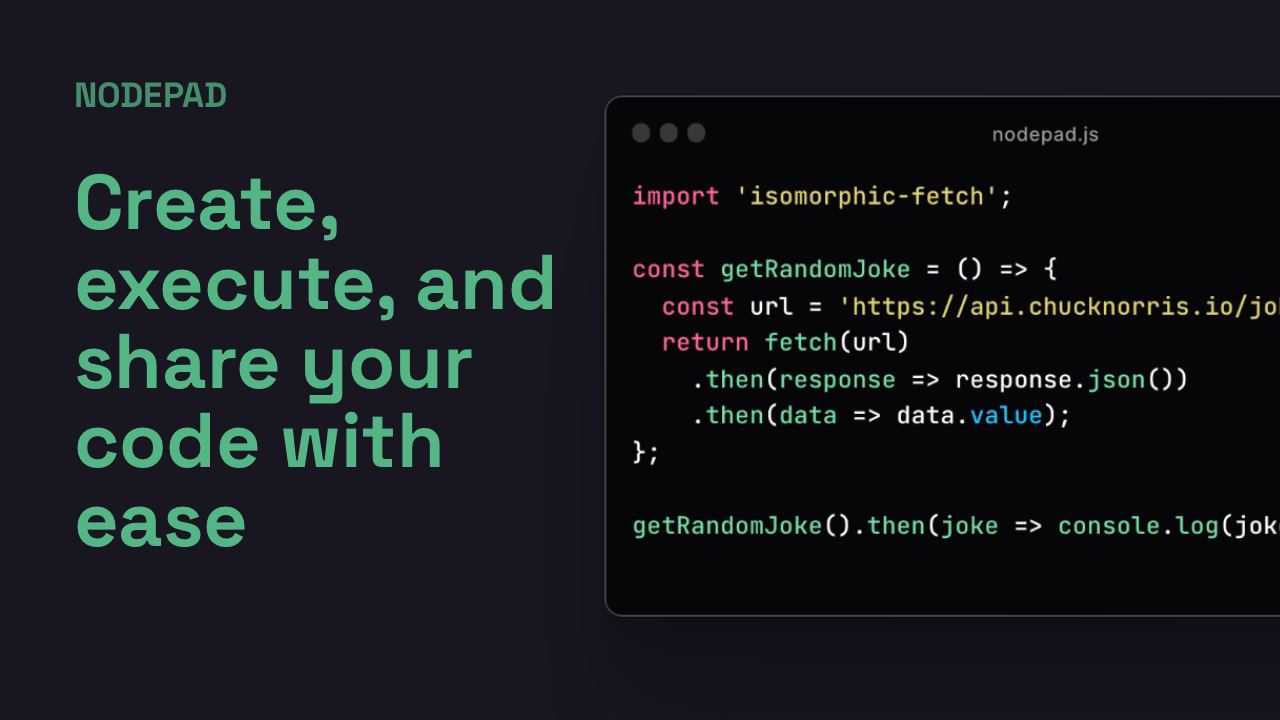 NODEPAD
Create,
execute, and
share your
code with
ease
nodepad.js
import 'isomorphic-fetch';
const getRandomJoke = () => {
  const url = 'https://api.chucknorris.io/jo
  return fetch(url)
    .then(response => response.json())
    .then(data => data.value);
};
getRandomJoke().then(joke => console.log(jok